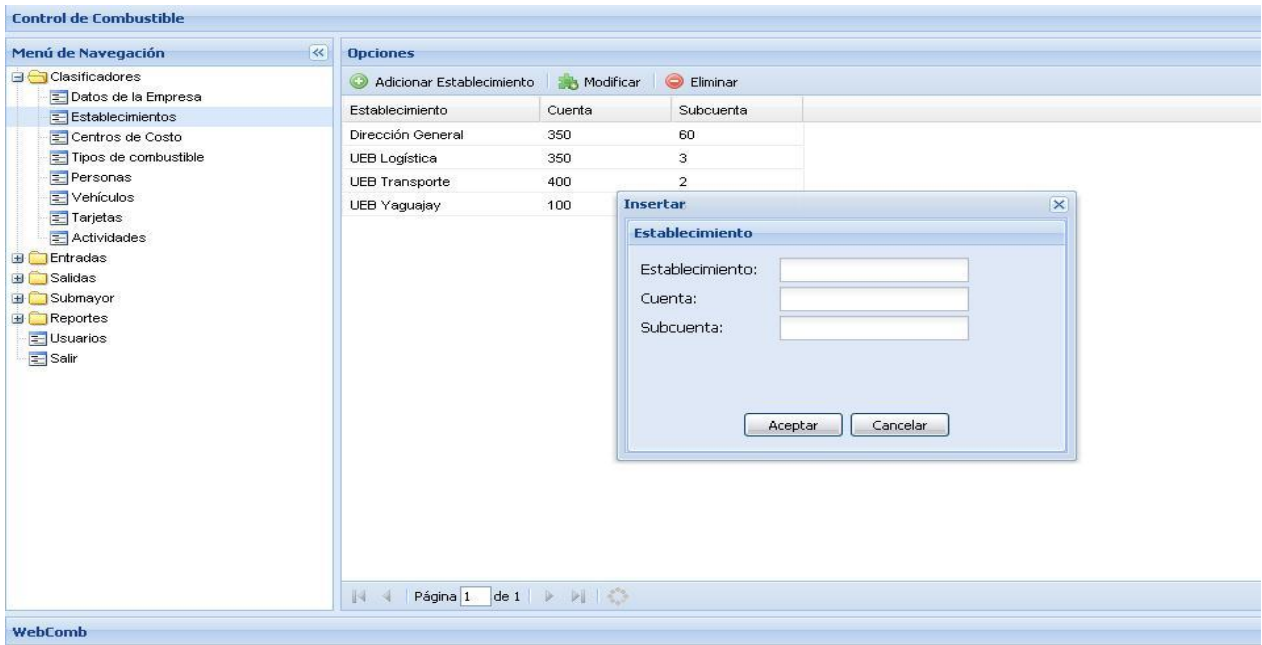 Control de Combustible
Menú de Navegación
Clasificadores
Datos de la Empresa
Establecimientos
Centros de Costo
Tipos de combustible
Personas
Vehículos
Tarjetas
Actividades
Entradas
Salidas
Submayor
Reportes
Usuarios
Salir
Opciones
Adicionar Establecimiento Modificar Eliminar
Establecimiento Cuenta Subcuenta
Dirección General 350 60
UEB Logística 350 3
UEB Transporte 400 2
UEB Yaguajay 100
Insertar
Establecimiento
Establecimiento:
Cuenta:
Subcuenta:
Aceptar Cancelar
Página 1 de 1
WebComb